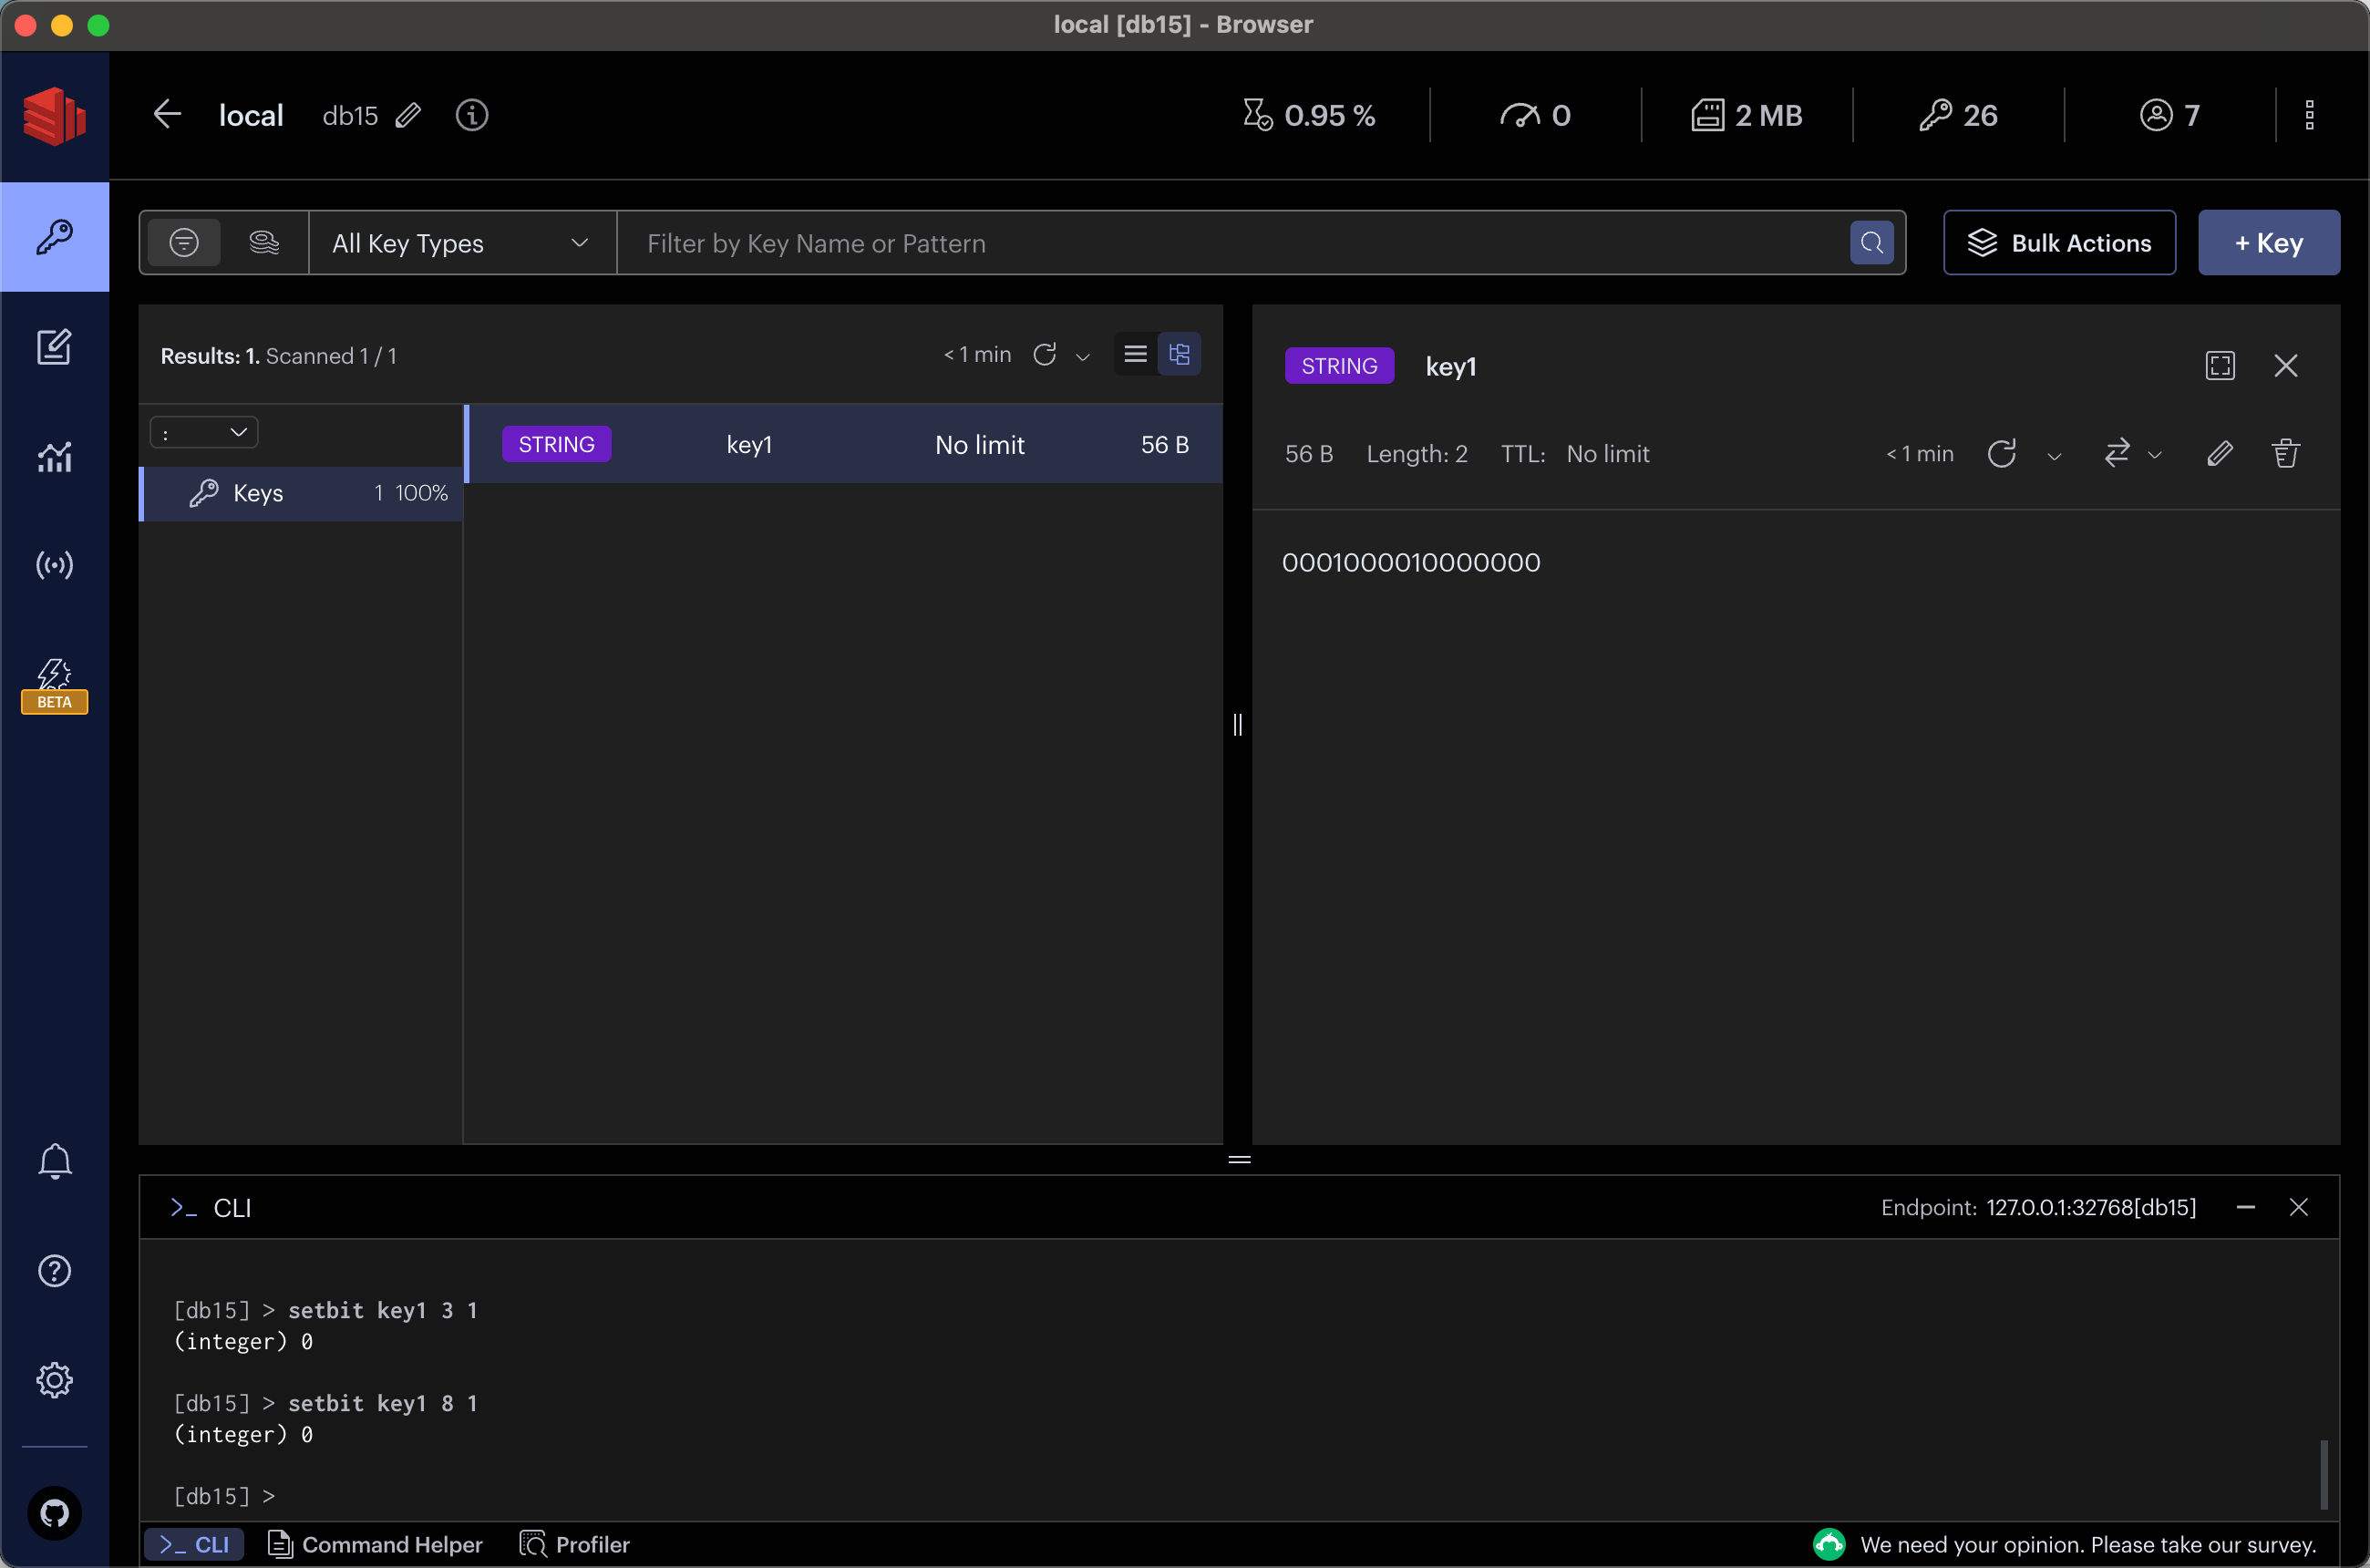 local [db15] - Browser
local db15 0.95 % 0 2 MB 26 7
All Key Types Filter by Key Name or Pattern Bulk Actions + Key
Results: 1. Scanned 1 / 1 < 1 min
:
Keys 1 100%
STRING key1 No limit 56 B
STRING key1
56 B Length: 2 TTL: No limit < 1 min
0001000010000000
BETA
>_ CLI Endpoint: 127.0.0.1:32768[db15]
[db15] > setbit key1 3 1
(integer) 0
[db15] > setbit key1 8 1
(integer) 0
[db15] >
>_ CLI Command Helper Profiler We need your opinion. Please take our survey.